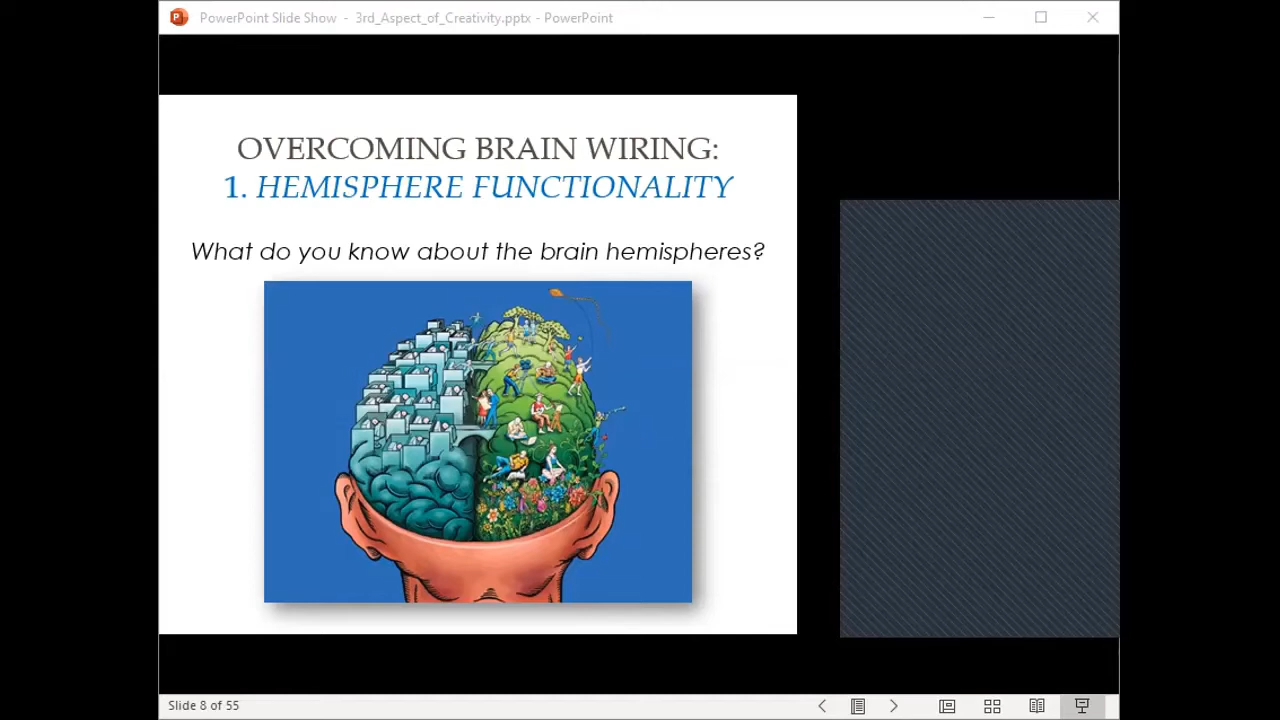 PowerPoint Slide Show - 3rd_Aspect_of_Creativity.pptx - PowerPoint
OVERCOMING BRAIN WIRING:
1. HEMISPHERE FUNCTIONALITY
What do you know about the brain hemispheres?
Slide 8 of 55